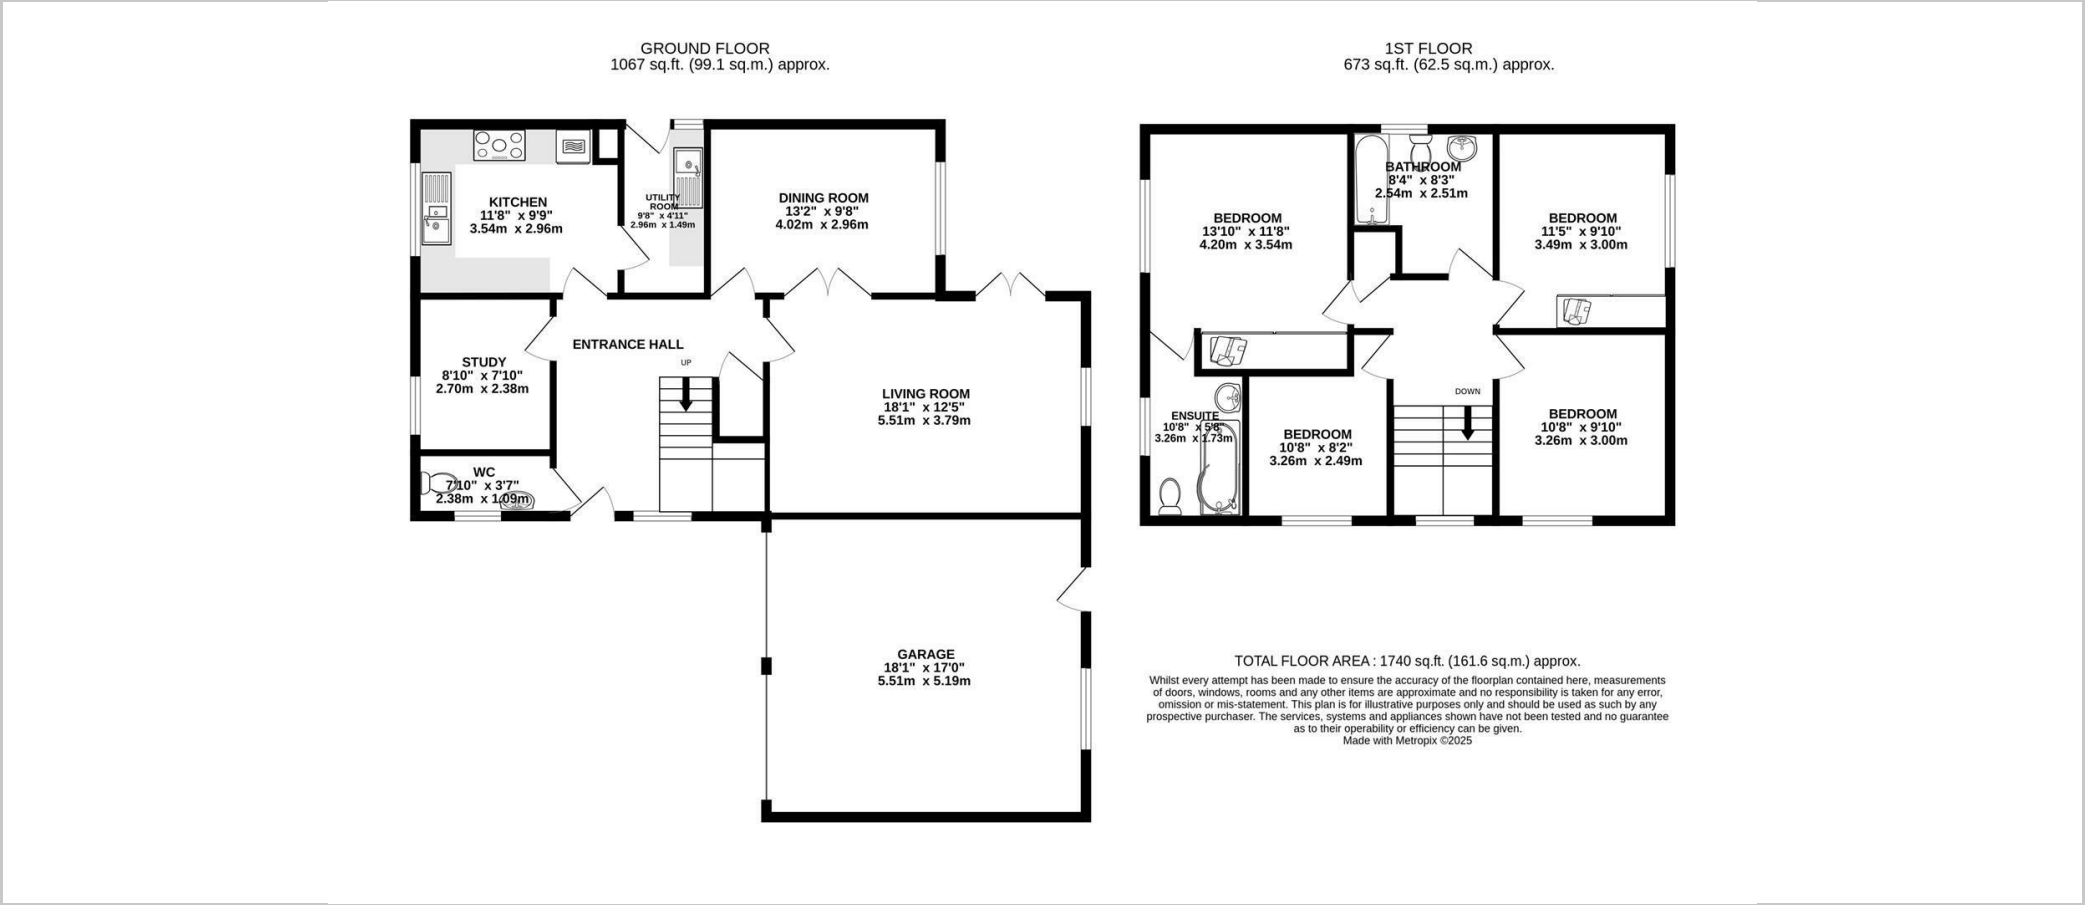 GROUND FLOOR
1067 sq.ft. (99.1 sq.m.) approx.
KITCHEN
11'8" x 9'9"
3.54m x 2.96m
UTILITY
ROOM
9'8" x 4'11"
2.96m x 1.49m
DINING ROOM
13'2" x 9'8"
4.02m x 2.96m
STUDY
8'10" x 7'10"
2.70m x 2.38m
ENTRANCE HALL
UP
LIVING ROOM
18'1" x 12'5"
5.51m x 3.79m
WC
7'10" x 3'7"
2.38m x 1.09m
GARAGE
18'1" x 17'0"
5.51m x 5.19m
1ST FLOOR
673 sq.ft. (62.5 sq.m.) approx.
BEDROOM
13'10" x 11'8"
4.20m x 3.54m
BATHROOM
8'4" x 8'3"
2.54m x 2.51m
BEDROOM
11'5" x 9'10"
3.49m x 3.00m
ENSUITE
10'8" x 5'8"
3.26m x 1.73m
BEDROOM
10'8" x 8'2"
3.26m x 2.49m
DOWN
BEDROOM
10'8" x 9'10"
3.26m x 3.00m
TOTAL FLOOR AREA : 1740 sq.ft. (161.6 sq.m.) approx.
Whilst every attempt has been made to ensure the accuracy of the floorplan contained here, measurements
of doors, windows, rooms and any other items are approximate and no responsibility is taken for any error,
omission or mis-statement. This plan is for illustrative purposes only and should be used as such by any
prospective purchaser. The services, systems and appliances shown have not been tested and no guarantee
as to their operability or efficiency can be given.
Made with Metropix ©2025